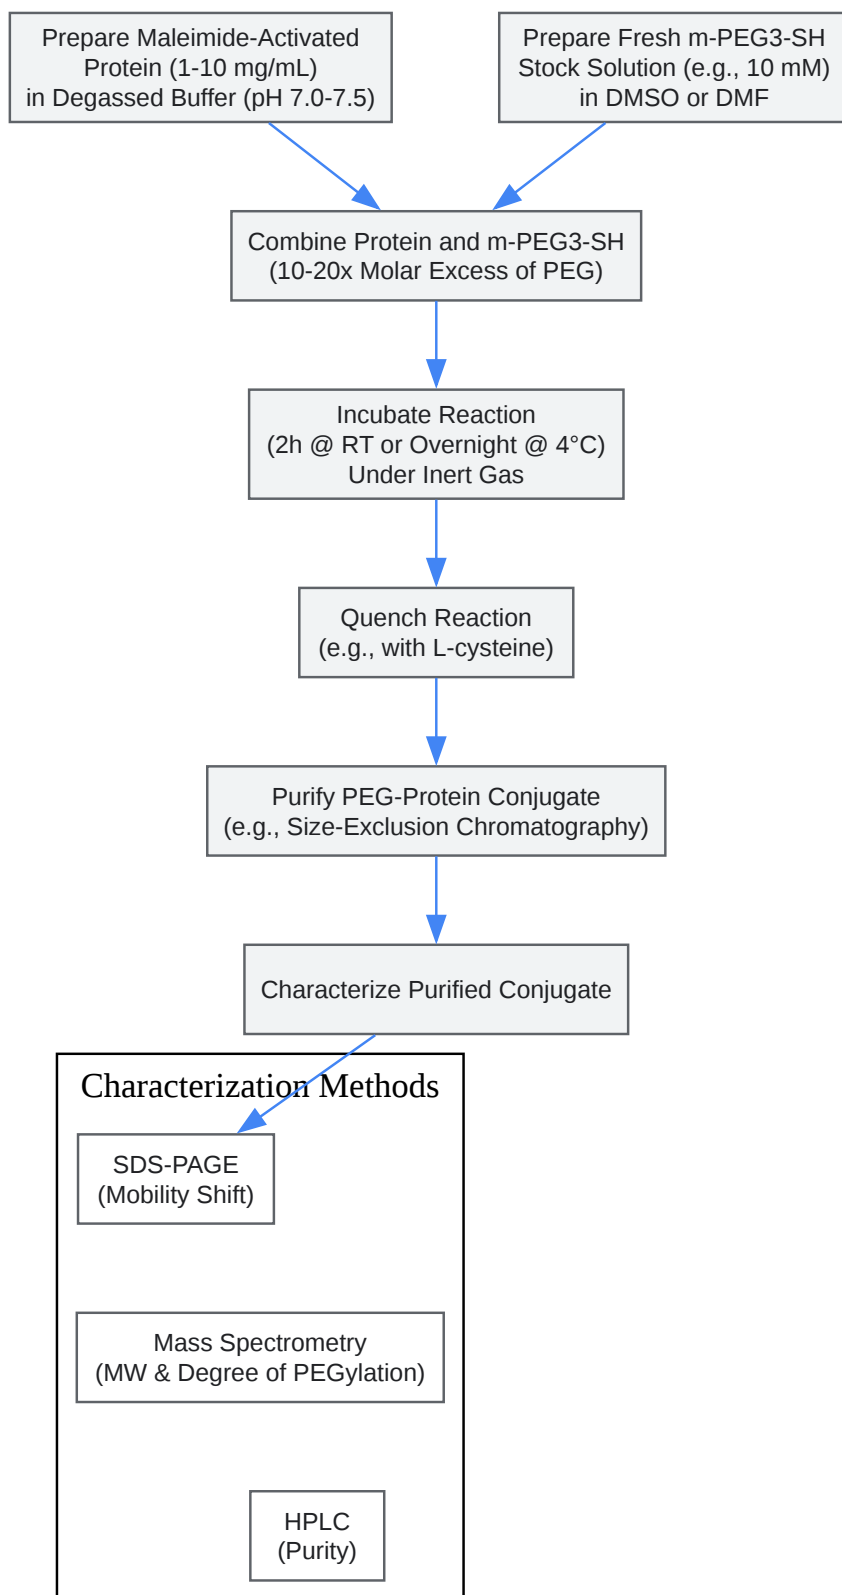 Prepare Maleimide-Activated
Protein (1-10 mg/mL)
in Degassed Buffer (pH 7.0-7.5)
Prepare Fresh m-PEG3-SH
Stock Solution (e.g., 10 mM)
in DMSO or DMF
Combine Protein and m-PEG3-SH
(10-20x Molar Excess of PEG)
Incubate Reaction
(2h @ RT or Overnight @ 4°C)
Under Inert Gas
Quench Reaction
(e.g., with L-cysteine)
Purify PEG-Protein Conjugate
(e.g., Size-Exclusion Chromatography)
Characterize Purified Conjugate
Characterization Methods
SDS-PAGE
(Mobility Shift)
Mass Spectrometry
(MW & Degree of PEGylation)
HPLC
(Purity)